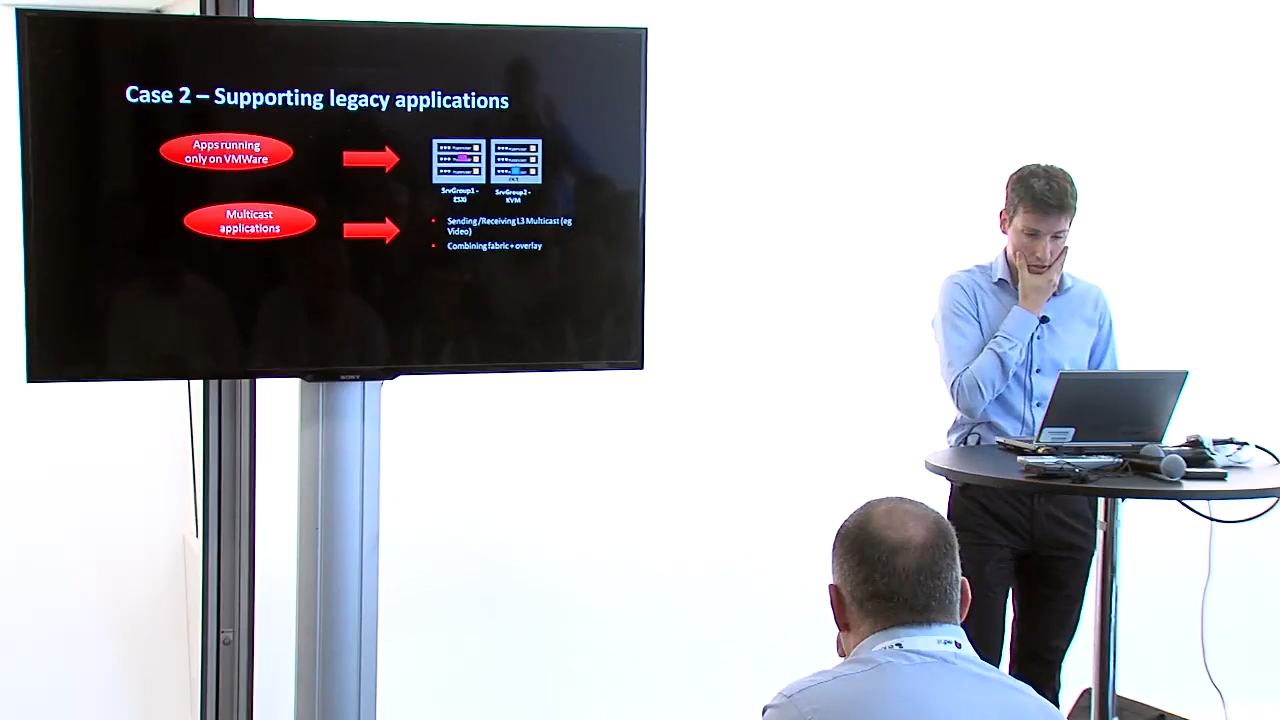 Case 2 – Supporting legacy applications
Apps running
only on VMWare
SrvGroup1 -
ESXi
SrvGroup2 -
KVM
Multicast
applications
Sending /Receiving L3 Multicast (eg
Video)
Combining fabric + overlay
SONY